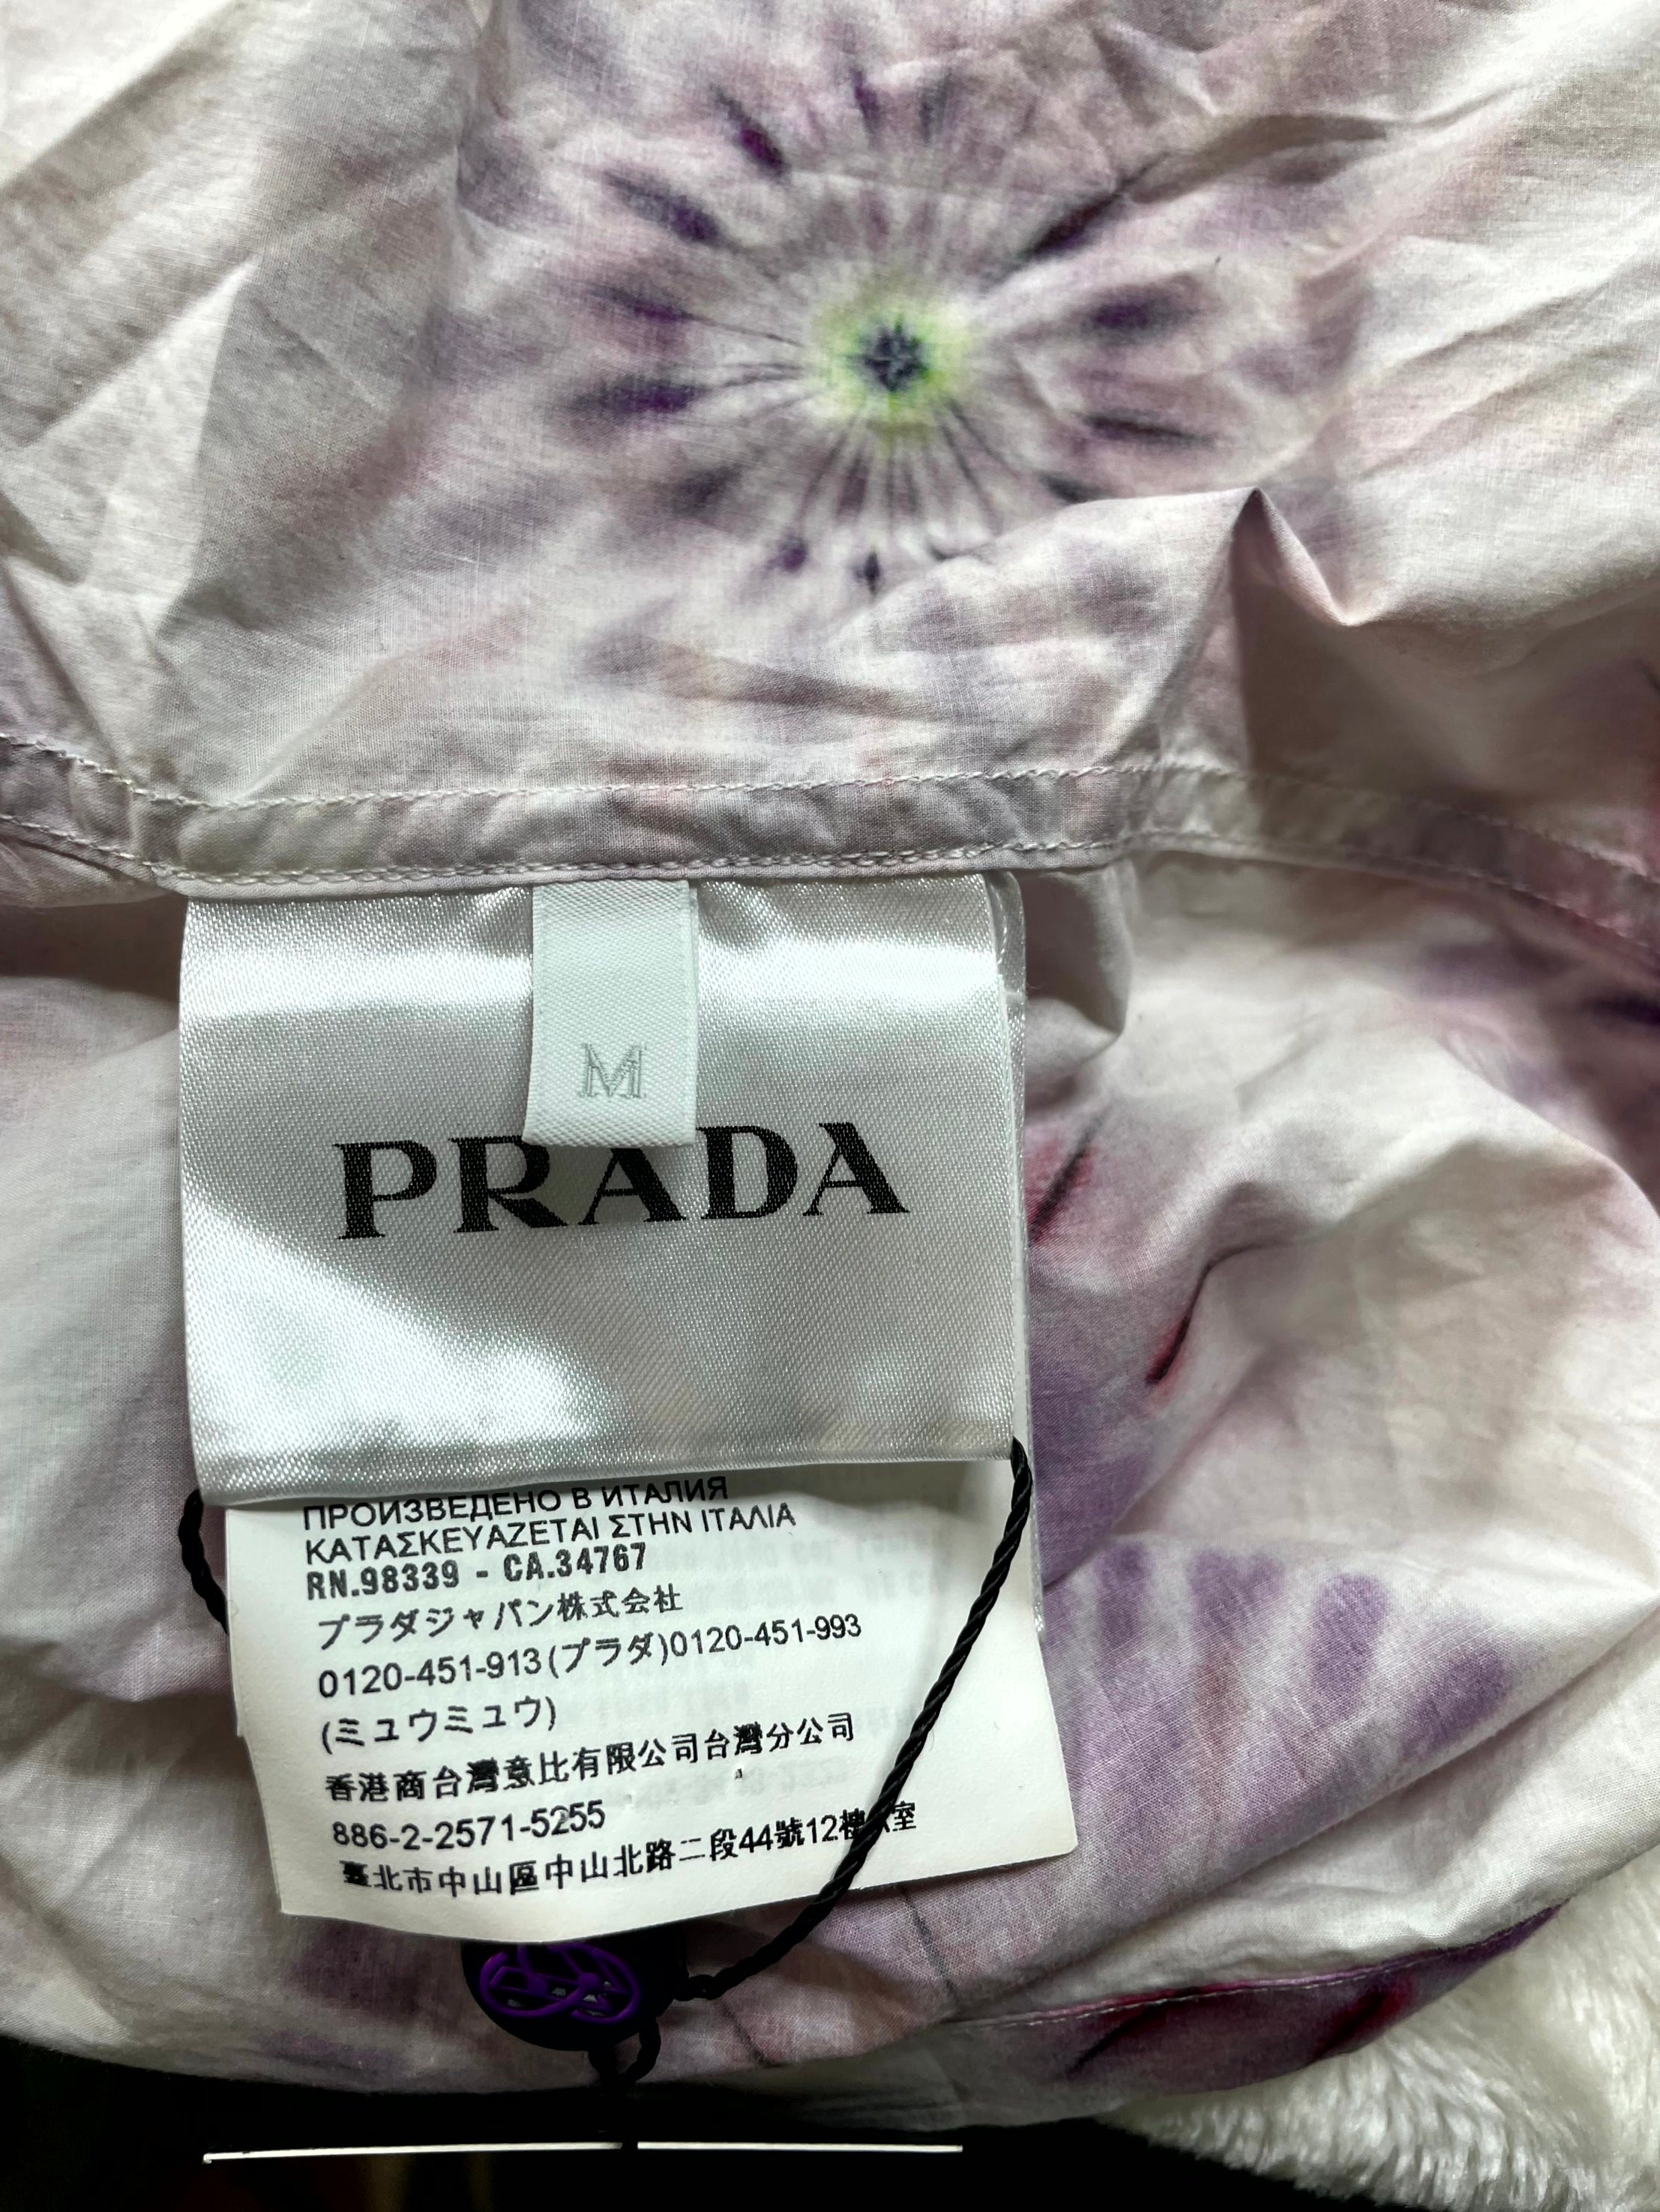 M
PRADA
ПРОИЗВЕДЕНО В ИТАЛИЯ
ΚΑΤΑΣΚΕΥΑΖΕΤΑΙ ΣΤΗΝ ΙΤΑΛΙΑ
RN.98339 - CA.34767
プラダジャパン株式会社
0120-451-913(プラダ)0120-451-993
(ミュウミュウ)
香港商台灣意比有限公司台灣分公司
886-2-2571-5255
臺北市中山區中山北路二段44號12樓 室